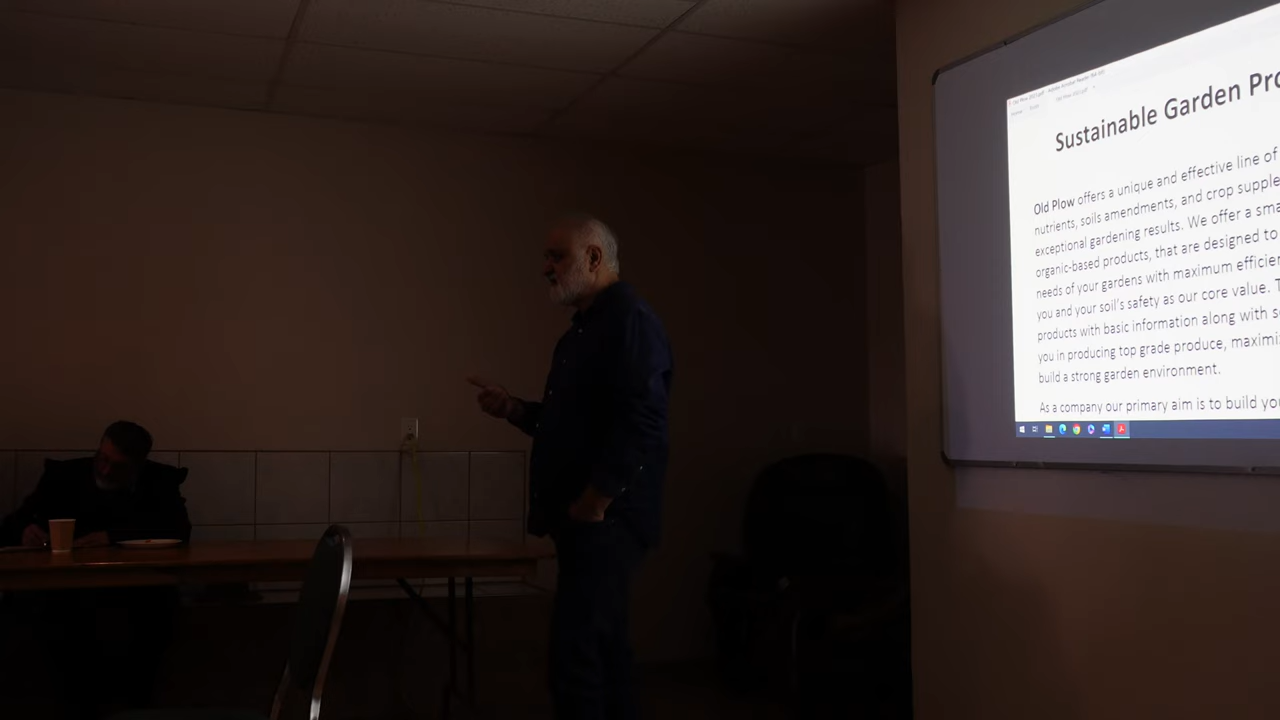 Sustainable Garden Pro
Old Plow offers a unique and effective line of
nutrients, soils amendments, and crop supple
exceptional gardening results. We offer a sma
organic-based products, that are designed to
needs of your gardens with maximum efficien
you and your soil's safety as our core value. T
products with basic information along with s
you in producing top grade produce, maximi
build a strong garden environment.
As a company our primary aim is to build yo